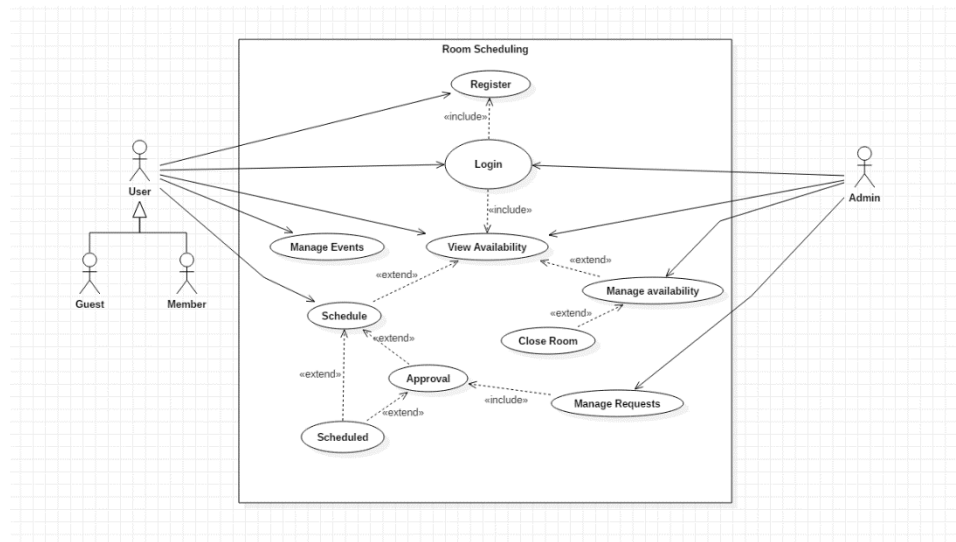 Room Scheduling
Register
«include»
Login
User
Admin
«include»
Manage Events
View Availability
«extend»
«extend»
Manage availability
Guest
Member
Schedule
«extend»
Close Room
«extend»
«extend»
Approval
«include»
Manage Requests
«extend»
Scheduled